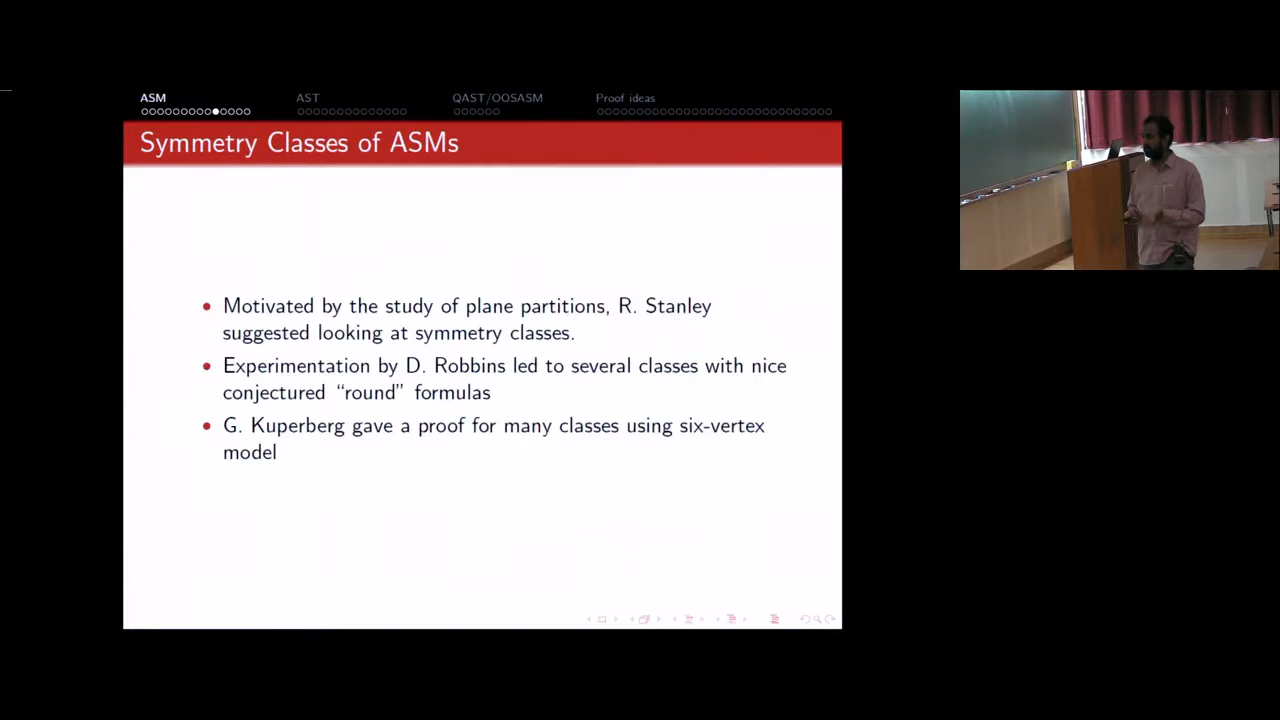 ASM AST QAST/OOSASM Proof ideas
Symmetry Classes of ASMs
Motivated by the study of plane partitions, R. Stanley
suggested looking at symmetry classes.
Experimentation by D. Robbins led to several classes with nice
conjectured “round” formulas
G. Kuperberg gave a proof for many classes using six-vertex
model